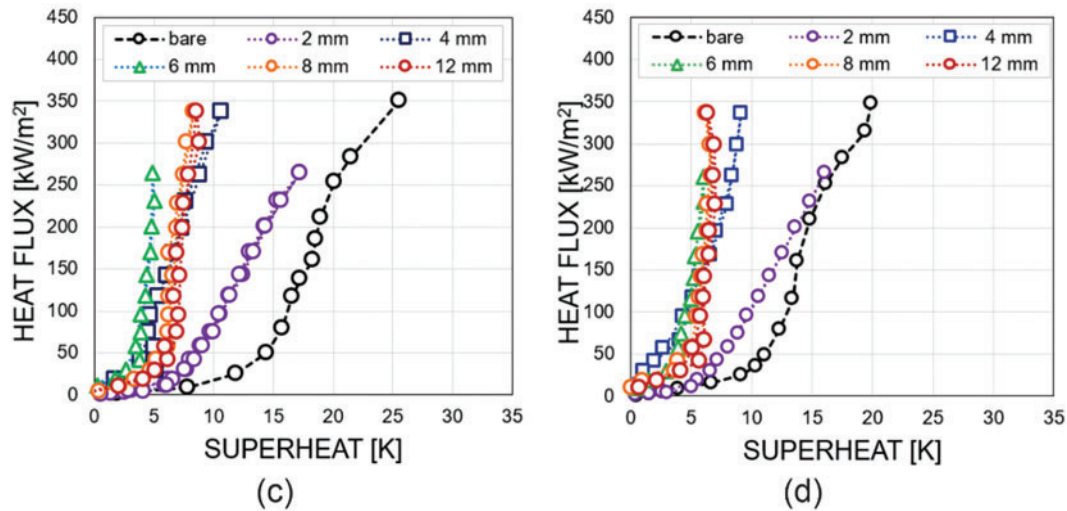 450
400
350
300
250
200
150
100
50
0
HEAT FLUX [kW/m²]
bare 2 mm 4 mm
6 mm 8 mm 12 mm
0 5 10 15 20 25 30 35
SUPERHEAT [K]
(c)
450
400
350
300
250
200
150
100
50
0
HEAT FLUX [kW/m²]
bare 2 mm 4 mm
6 mm 8 mm 12 mm
0 5 10 15 20 25 30 35
SUPERHEAT [K]
(d)